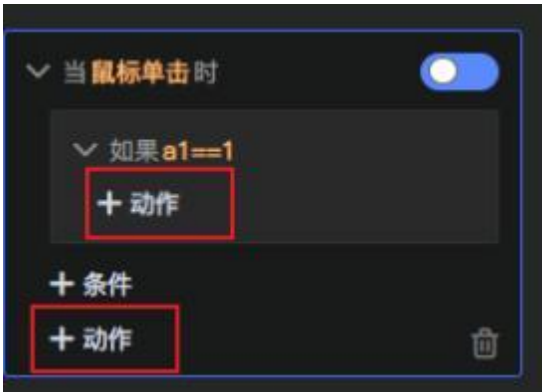 当鼠标单击时
如果a1==1
+ 动作
+ 条件
+ 动作